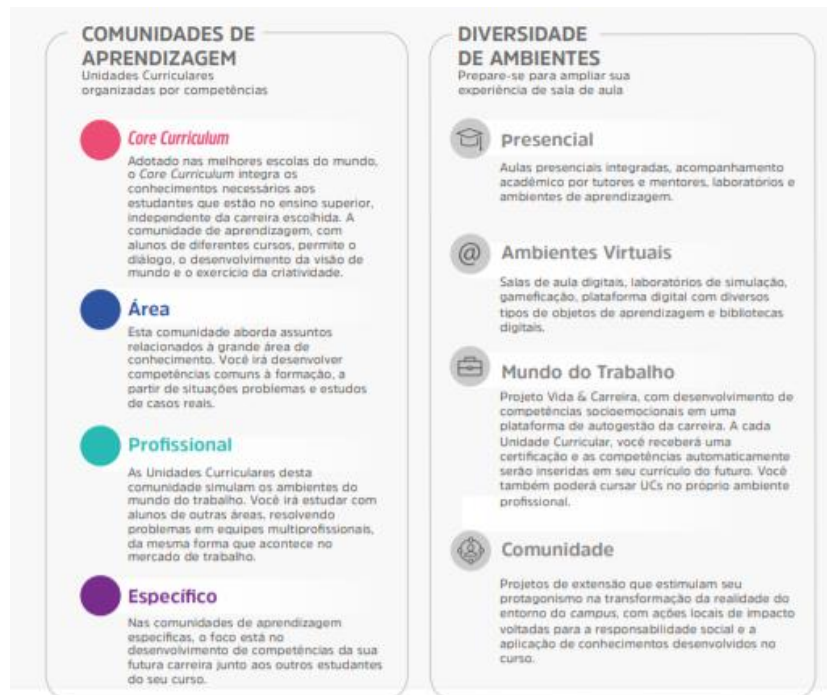 COMUNIDADES DE
APRENDIZAGEM
Unidades Curriculares
organizadas por competências
Core Curriculum
Adotado nas melhores escolas do mundo,
o Core Curriculum integra os
conhecimentos necessários aos
estudantes que estão no ensino superior,
independente da carreira escolhida. A
comunidade de aprendizagem, com
alunos de diferentes cursos, permite o
diálogo, o desenvolvimento da visão de
mundo e o exercício da criatividade.
Área
Esta comunidade aborda assuntos
relacionados à grande área de
conhecimento. Você irá desenvolver
competências comuns à formação, a
partir de situações problemas e estudos
de casos reais.
Profissional
As Unidades Curriculares desta
comunidade simulam os ambientes do
mundo do trabalho. Você irá estudar com
alunos de outras áreas, resolvendo
problemas em equipes multiprofissionais,
da mesma forma que acontece no
mercado de trabalho.
Específico
Nas comunidades de aprendizagem
específicas, o foco está no
desenvolvimento de competências da sua
futura carreira junto aos outros estudantes
do seu curso.
DIVERSIDADE
DE AMBIENTES
Prepare-se para ampliar sua
experiência de sala de aula
Presencial
Aulas presenciais integradas, acompanhamento
acadêmico por tutores e mentores, laboratórios e
ambientes de aprendizagem.
@ Ambientes Virtuais
Salas de aula digitais, laboratórios de simulação,
gameficação, plataforma digital com diversos
tipos de objetos de aprendizagem e bibliotecas
digitais.
Mundo do Trabalho
Projeto Vida & Carreira, com desenvolvimento de
competências socioemocionais em uma
plataforma de autogestão da carreira. A cada
Unidade Curricular, você receberá uma
certificação e as competências automaticamente
serão inseridas em seu currículo do futuro. Você
também poderá cursar UCs no próprio ambiente
profissional.
Comunidade
Projetos de extensão que estimulam seu
protagonismo na transformação da realidade do
entorno do campus, com ações locais de impacto
voltadas para a responsabilidade social e a
aplicação de conhecimentos desenvolvidos no
curso.